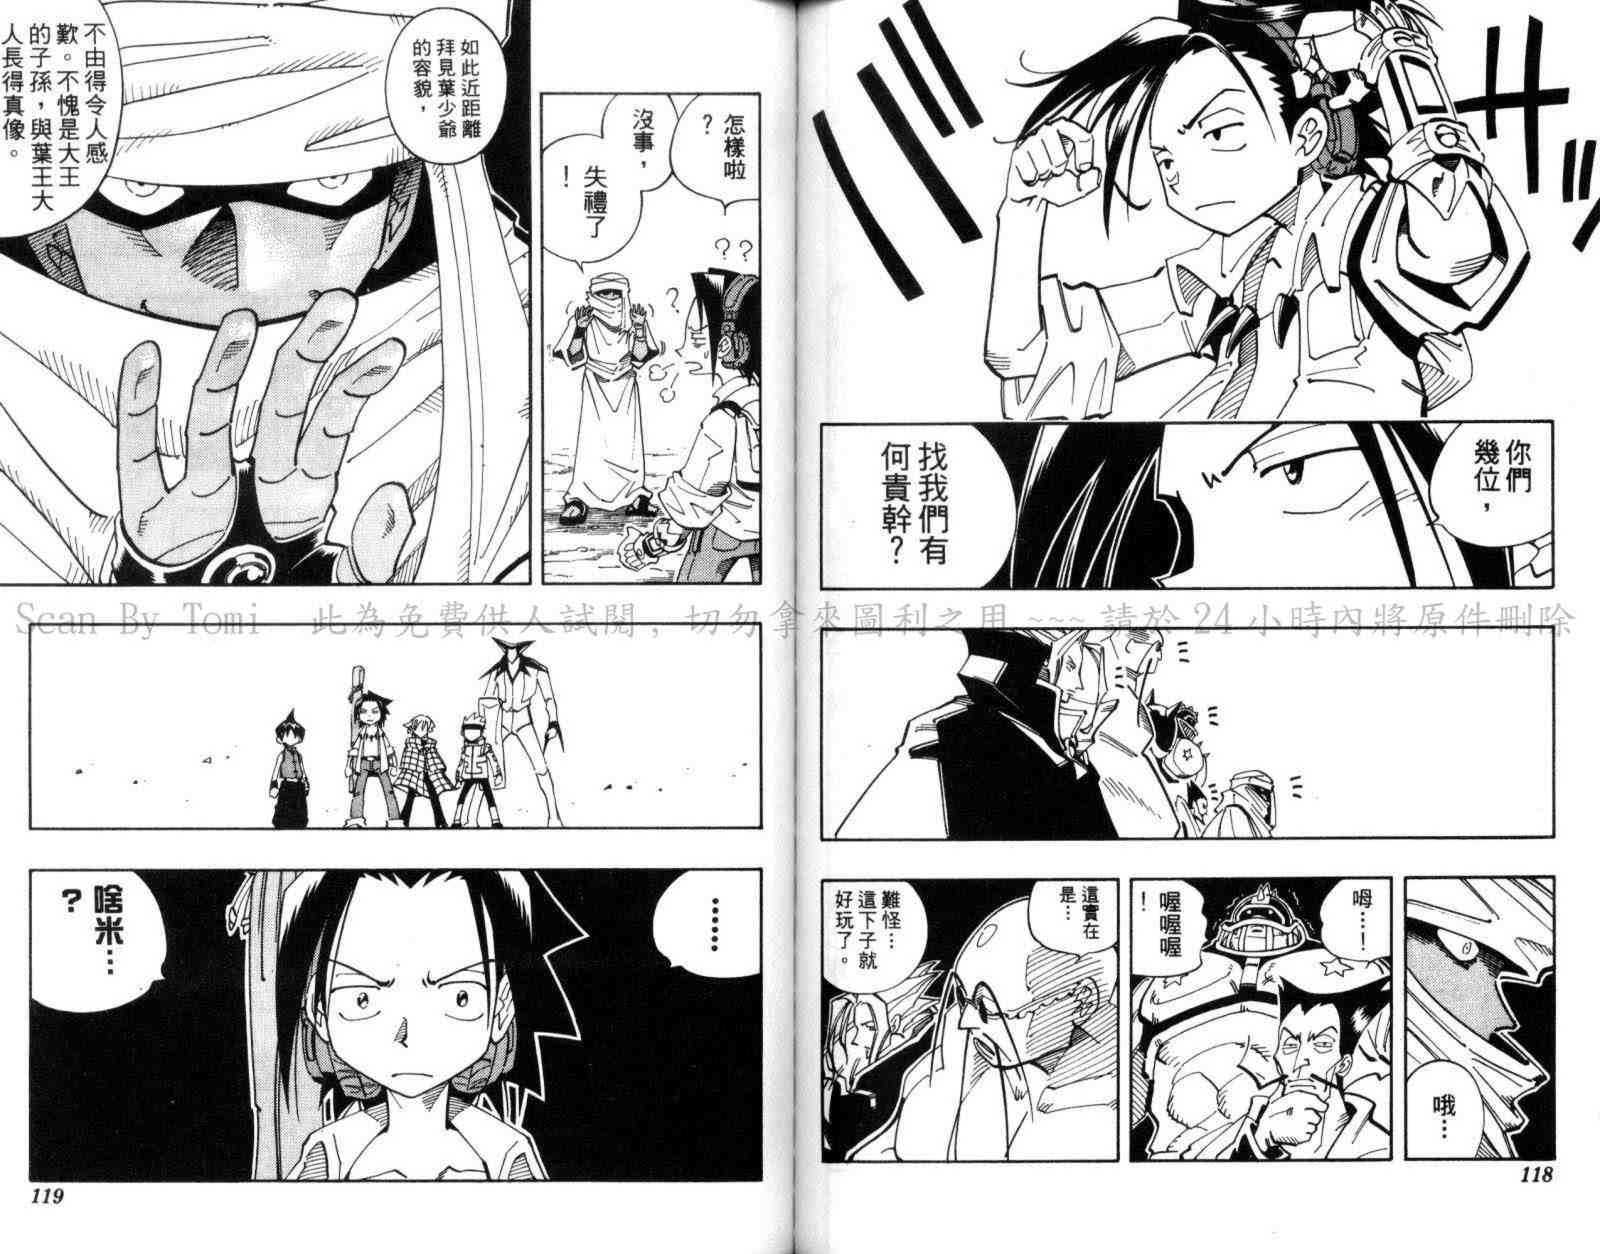 你們
幾位，
找我們有
何貴幹？
哦…
呣…！
喔喔喔
！
這實在
是…
難怪…
這下子就
好玩了。
118
怎樣啦
？
沒事，
失禮了
！
？？
？
如此近距離
拜見葉少爺
的容貌，
不由得令人感
歎。不愧是大王
的子孫，與葉王大
人長得真像。
……
啥米…
？
119
Scan By Tomi 此為免費供人試閱，切勿拿來圖利之用~~~請於24小時內將原件刪除